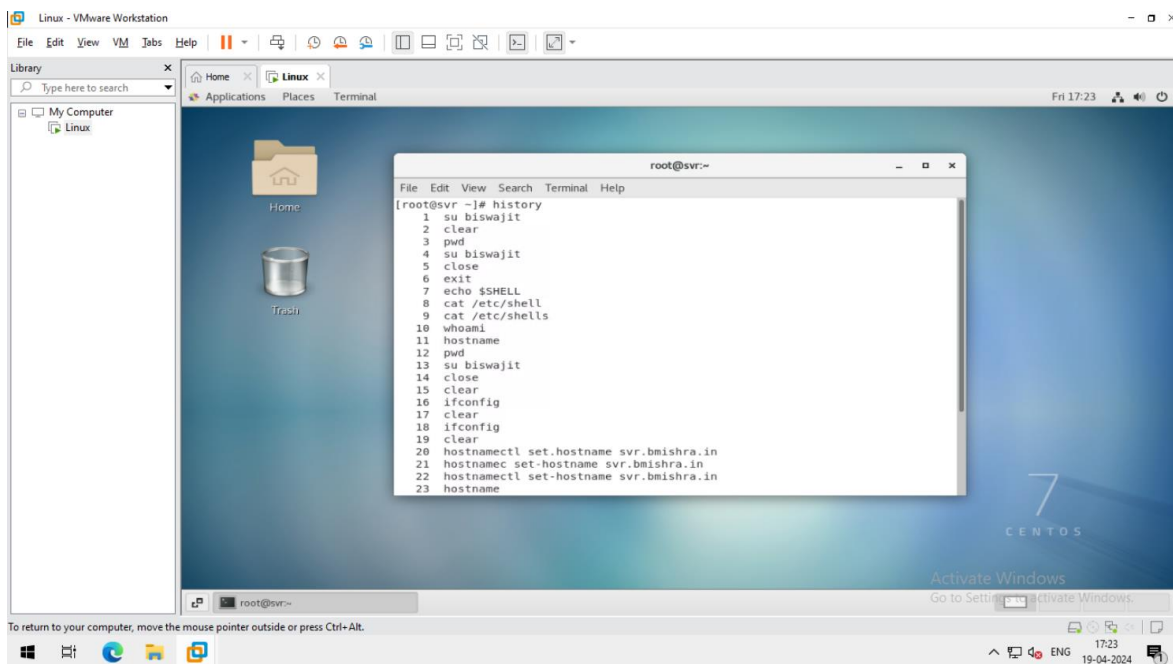 Linux - VMware Workstation
File Edit View VM Tabs Help
Library
Type here to search
My Computer
Linux
Home
Linux
Applications Places Terminal
Fri 17:23
Home
Trash
root@svr:~
File Edit View Search Terminal Help
[root@svr ~]# history
1 su biswajit
2 clear
3 pwd
4 su biswajit
5 close
6 exit
7 echo $SHELL
8 cat /etc/shell
9 cat /etc/shells
10 whoami
11 hostname
12 pwd
13 su biswajit
14 close
15 clear
16 ifconfig
17 clear
18 ifconfig
19 clear
20 hostnamectl set.hostname svr.bmishra.in
21 hostnamec set-hostname svr.bmishra.in
22 hostnamectl set-hostname svr.bmishra.in
23 hostname
7
CENTOS
Activate Windows
Go to Settings to activate Windows.
root@svr:~
To return to your computer, move the mouse pointer outside or press Ctrl+Alt.
ENG
17:23
19-04-2024